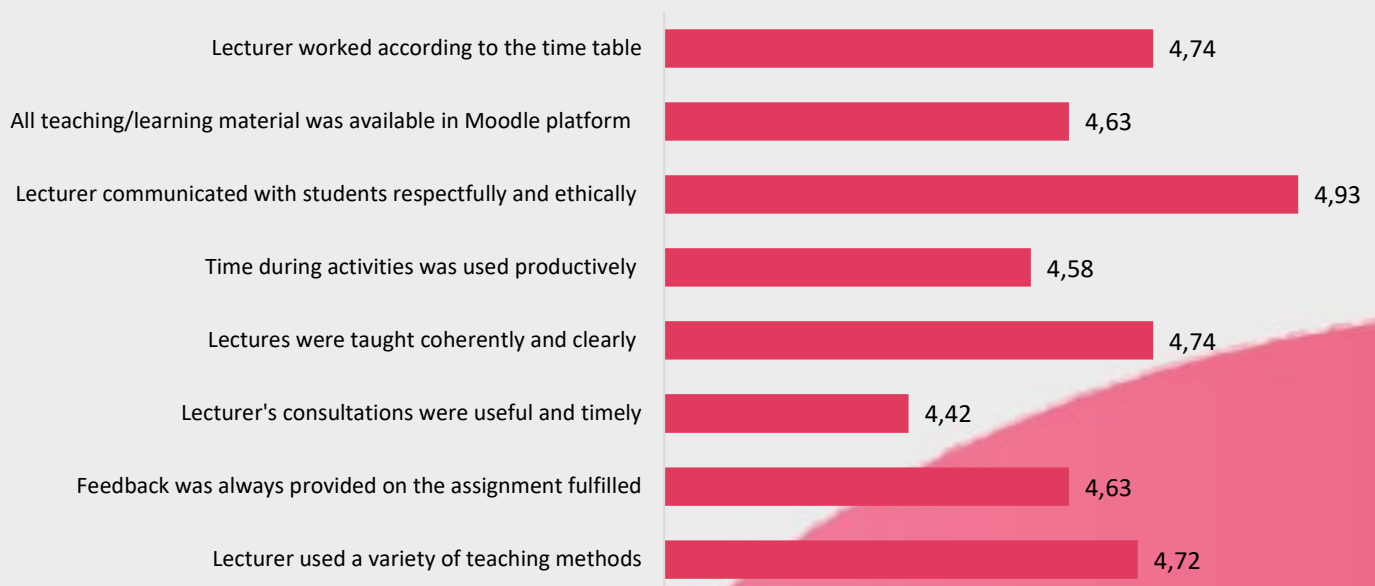 Lecturer worked according to the time table 4,74
All teaching/learning material was available in Moodle platform 4,63
Lecturer communicated with students respectfully and ethically 4,93
Time during activities was used productively 4,58
Lectures were taught coherently and clearly 4,74
Lecturer's consultations were useful and timely 4,42
Feedback was always provided on the assignment fulfilled 4,63
Lecturer used a variety of teaching methods 4,72